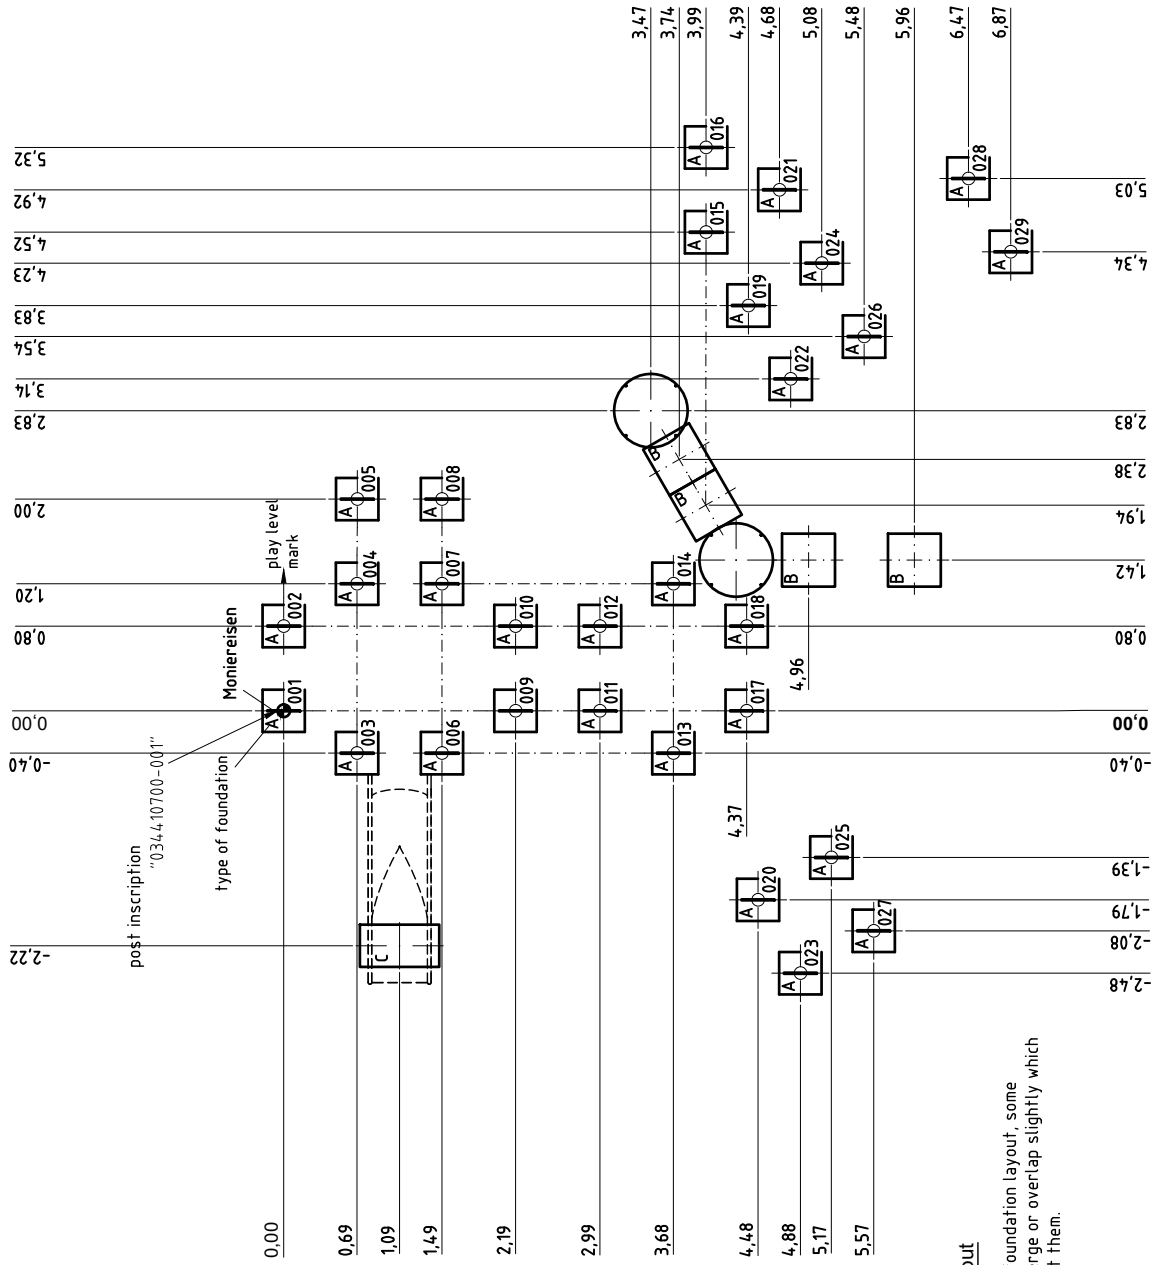 3,47
3,74
3,99
4,39
4,68
5,08
5,48
5,96
6,47
6,87
5,32
4,92
4,52
4,23
3,83
3,54
3,14
2,83
2,00
1,20
0,80
0,00
-0,40
-2,22
5,03
4,34
2,83
2,38
1,94
1,42
0,80
0,00
-0,40
-1,39
-1,79
-2,08
-2,48
A 016
A 021
A 028
A 015
A 024
A 029
A 019
A 026
A 022
A 005
A 008
B
B
B
B
play level
mark
A 004
A 007
A 014
A 002
A 010
A 012
A 018
Moniereisen
A 001
A 009
A 011
A 017
4,96
4,37
A 003
A 006
A 013
post inscription
"034410700-001"
type of foundation
C
A 025
A 020
A 027
A 023
0,00
0,69
1,09
1,49
2,19
2,99
3,68
4,48
4,88
5,17
5,57
oundation layout, some
rge or overlap slightly which
t them.